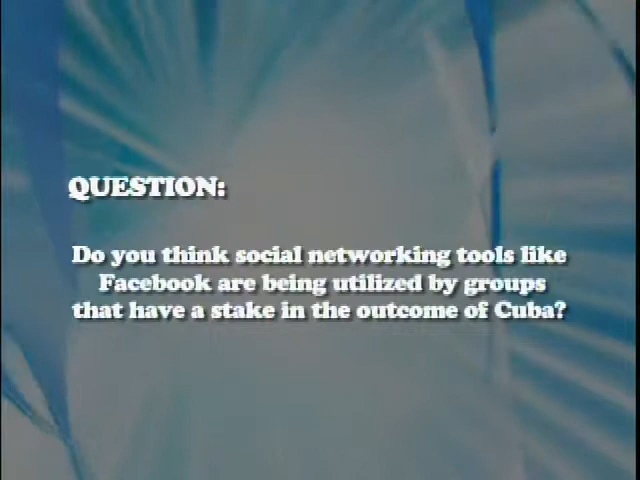 QUESTION:
Do you think social networking tools like
Facebook are being utilized by groups
that have a stake in the outcome of Cuba?